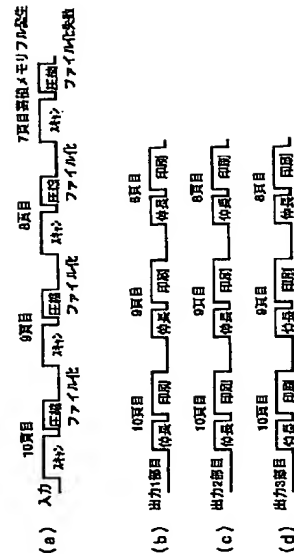 (a) 入力
10頁目 9頁目 8頁目 7頁目蓄積メモリフル発生
スキャン 圧縮 スキャン 圧縮 スキャン 圧縮 スキャン 圧縮
ファイル化 ファイル化 ファイル化 ファイル化失敗
(b) 出力1部目
10頁目 9頁目 8頁目
伸長 印刷 伸長 印刷 伸長 印刷
(c) 出力2部目
10頁目 9頁目 8頁目
伸長 印刷 伸長 印刷 伸長 印刷
(d) 出力3部目
10頁目 9頁目 8頁目
伸長 印刷 伸長 印刷 伸長 印刷